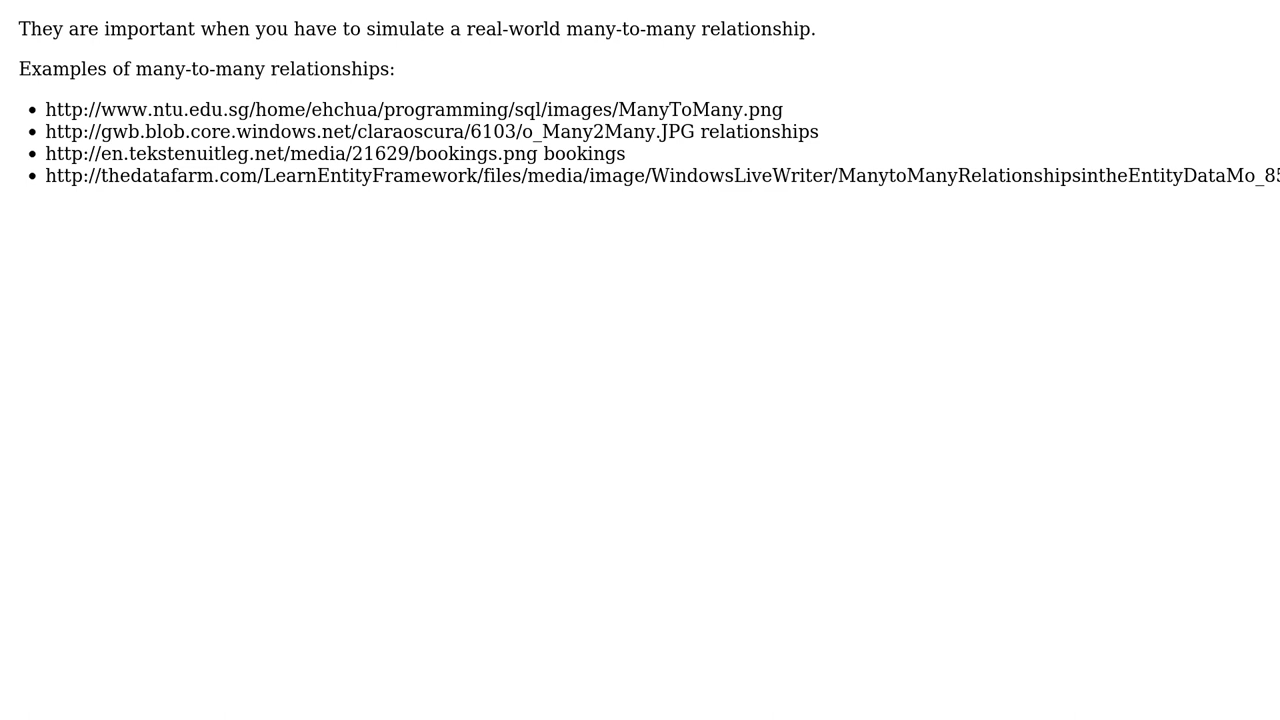 They are important when you have to simulate a real-world many-to-many relationship.
Examples of many-to-many relationships:
• http://www.ntu.edu.sg/home/ehchua/programming/sql/images/ManyToMany.png
• http://gwb.blob.core.windows.net/claraoscura/6103/o_Many2Many.JPG relationships
• http://en.tekstenuitleg.net/media/21629/bookings.png bookings
• http://thedatafarm.com/LearnEntityFramework/files/media/image/WindowsLiveWriter/ManytoManyRelationshipsintheEntityDataMo_85